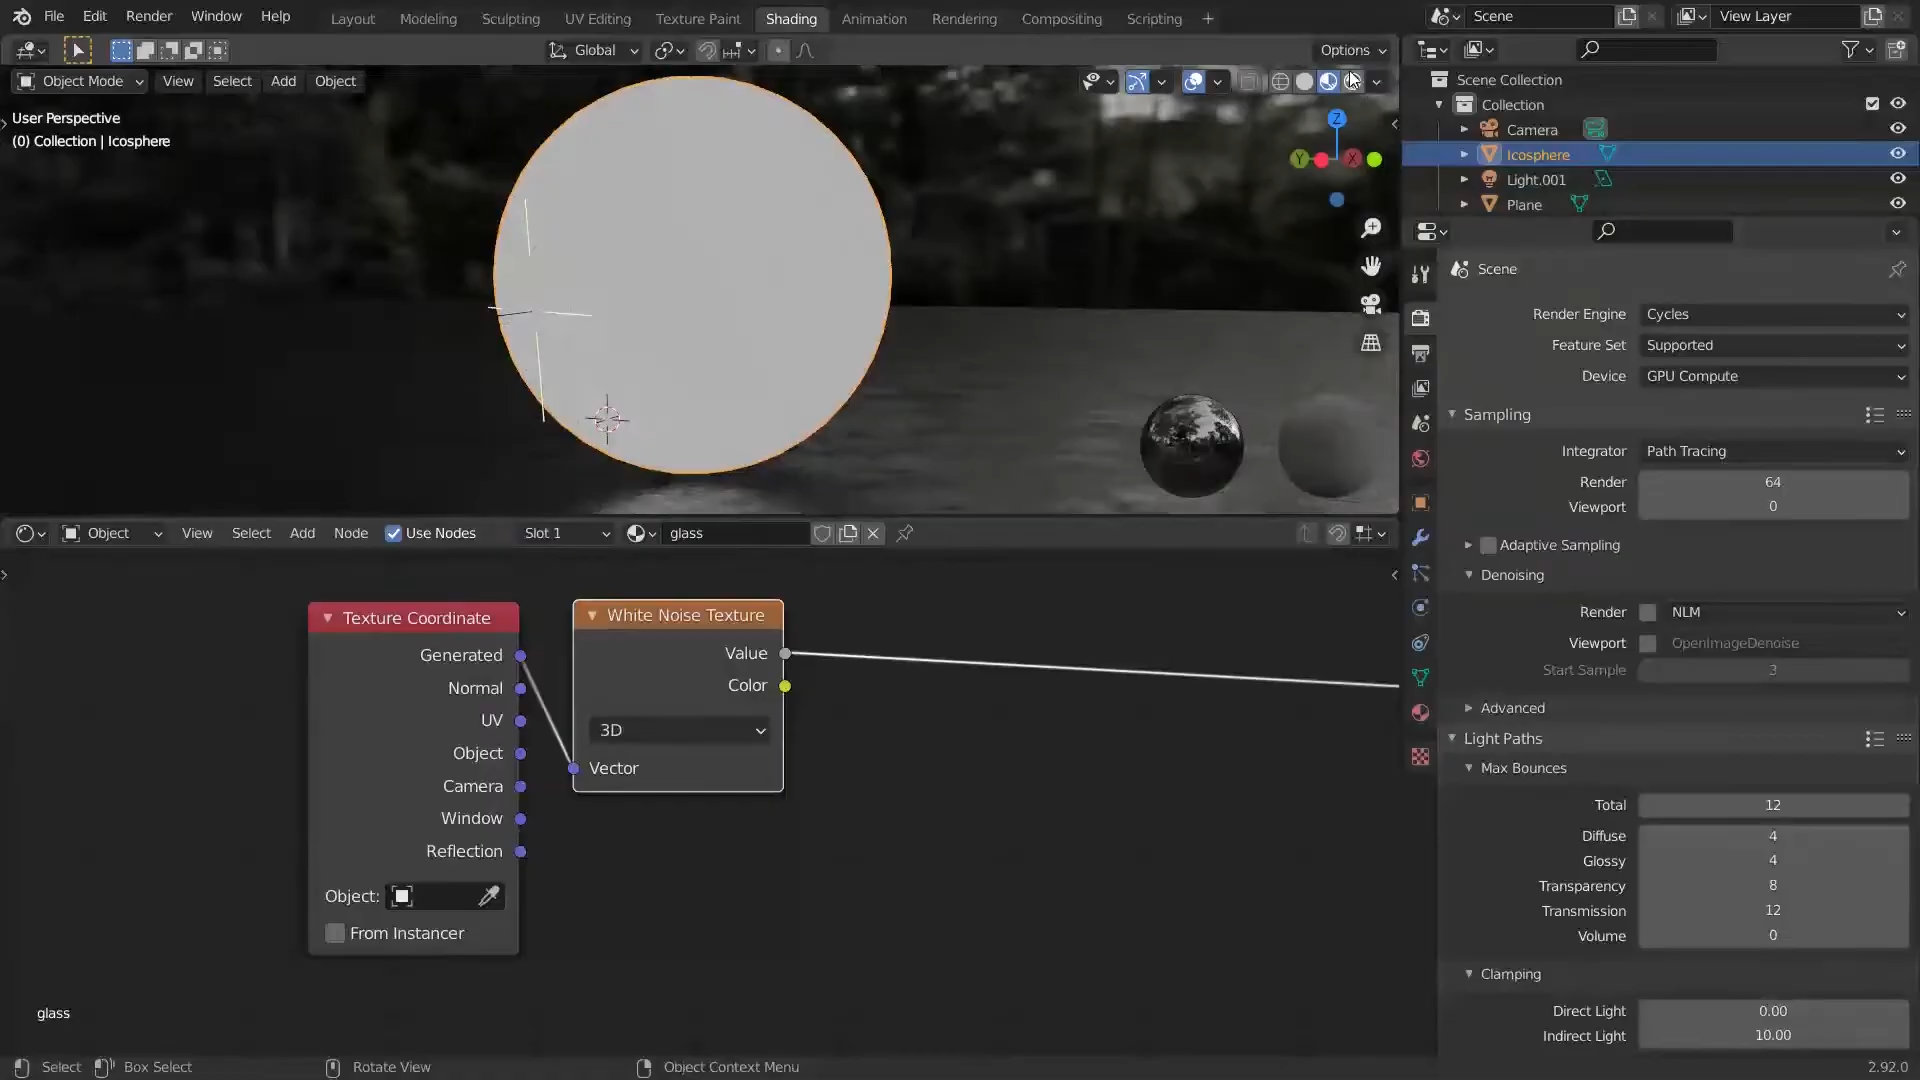 File Edit Render Window Help
Layout Modeling Sculpting UV Editing Texture Paint Shading Animation Rendering Compositing Scripting +
Scene
View Layer
Global
Options
Object Mode View Select Add Object
User Perspective
(0) Collection | Icosphere
Z
Y
X
Scene Collection
Collection
Camera
Icosphere
Light.001
Plane
Scene
Render Engine Cycles
Feature Set Supported
Device GPU Compute
Sampling
Integrator Path Tracing
Render 64
Viewport 0
Adaptive Sampling
Denoising
Render NLM
Viewport OpenImageDenoise
Start Sample 3
Advanced
Light Paths
Max Bounces
Total 12
Diffuse 4
Glossy 4
Transparency 8
Transmission 12
Volume 0
Clamping
Direct Light 0.00
Indirect Light 10.00
Object View Select Add Node Use Nodes Slot 1 glass
Texture Coordinate
Generated
Normal
UV
Object
Camera
Window
Reflection
Object:
From Instancer
White Noise Texture
Value
Color
3D
Vector
glass
Select Box Select Rotate View Object Context Menu 2.92.0